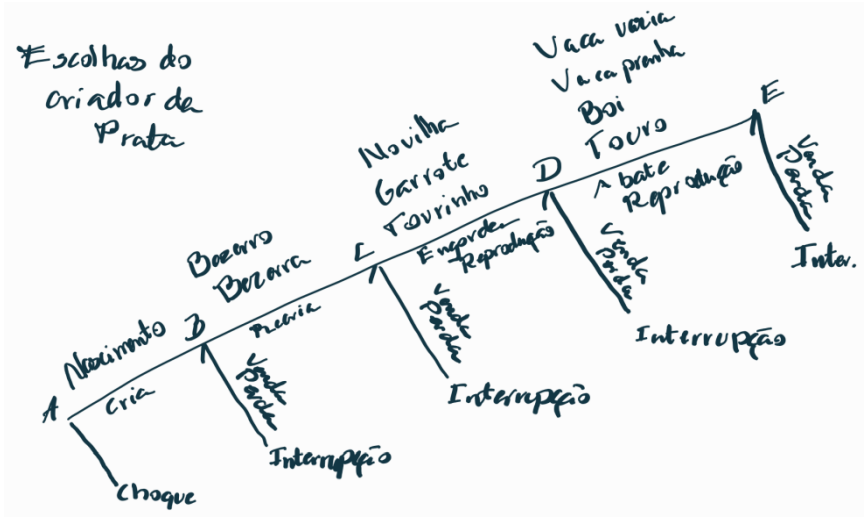 Escolhas do
criador da
Prata
Vaca vazia
Vaca prenha
Boi
Touro
E
Novilha
Garrote
Tourinho
D
Abate
Reprodução
Venda
Perda
Inter.
Bezerro
Bezerra
C
Engorda
Reprodução
Venda
Perda
Interrupção
Nascimento
B
Recria
Venda
Perda
Interrupção
A
Cria
Venda
Perda
Interrupção
Choque